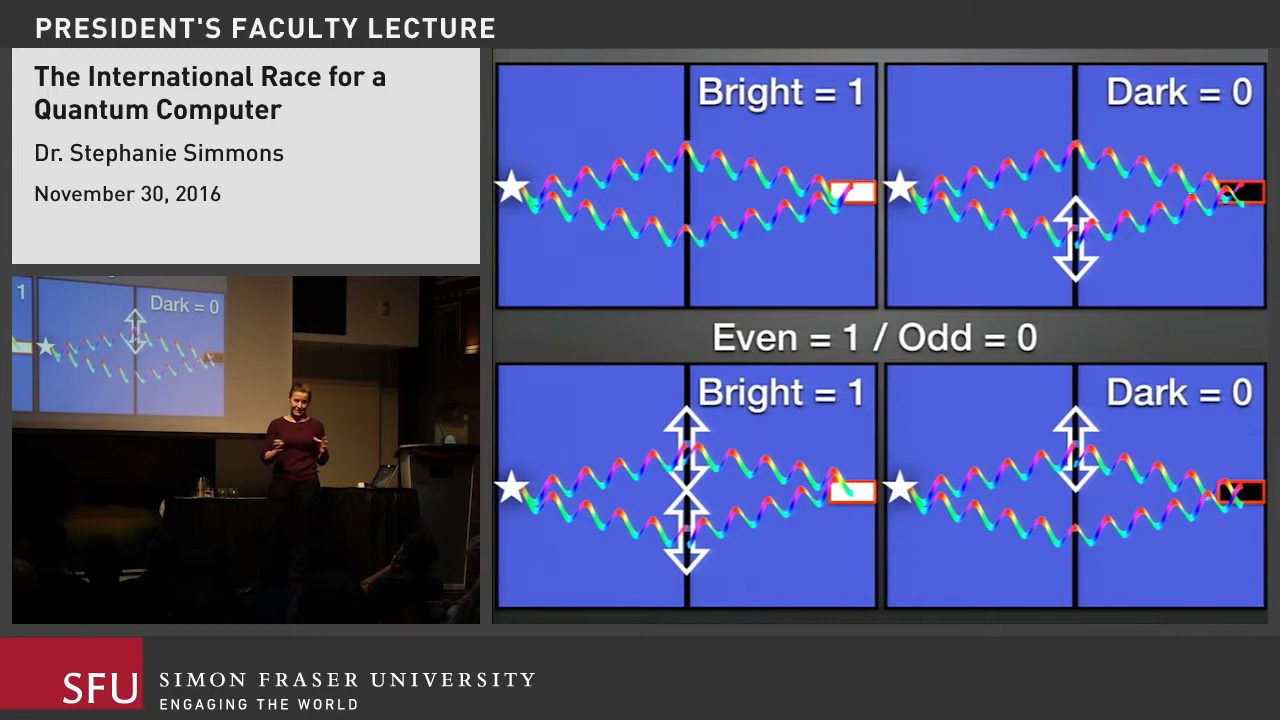 PRESIDENT'S FACULTY LECTURE
The International Race for a
Quantum Computer
Dr. Stephanie Simmons
November 30, 2016
1
Dark = 0
Bright = 1
Dark = 0
Even = 1 / Odd = 0
Bright = 1
Dark = 0
SFU
SIMON FRASER UNIVERSITY
ENGAGING THE WORLD